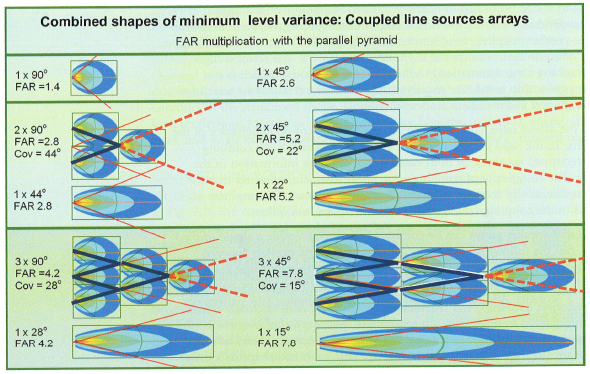 Combined shapes of minimum level variance: Coupled line sources arrays
FAR multiplication with the parallel pyramid
1 x 90°
FAR =1.4
1 x 45°
FAR 2.6
2 x 90°
FAR =2.8
Cov = 44°
2 x 45°
FAR =5.2
Cov = 22°
1 x 44°
FAR 2.8
1 x 22°
FAR 5.2
3 x 90°
FAR =4.2
Cov = 28°
3 x 45°
FAR =7.8
Cov = 15°
1 x 28°
FAR 4.2
1 x 15°
FAR 7.8